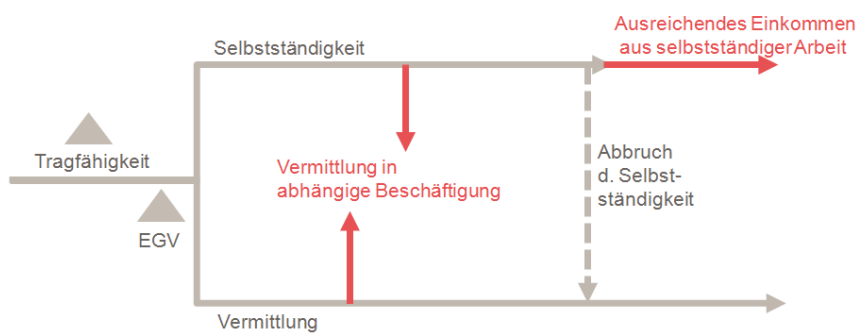 Ausreichendes Einkommen
aus selbstständiger Arbeit
Selbstständigkeit
Tragfähigkeit
Vermittlung in
abhängige Beschäftigung
Abbruch
d. Selbst-
ständigkeit
EGV
Vermittlung